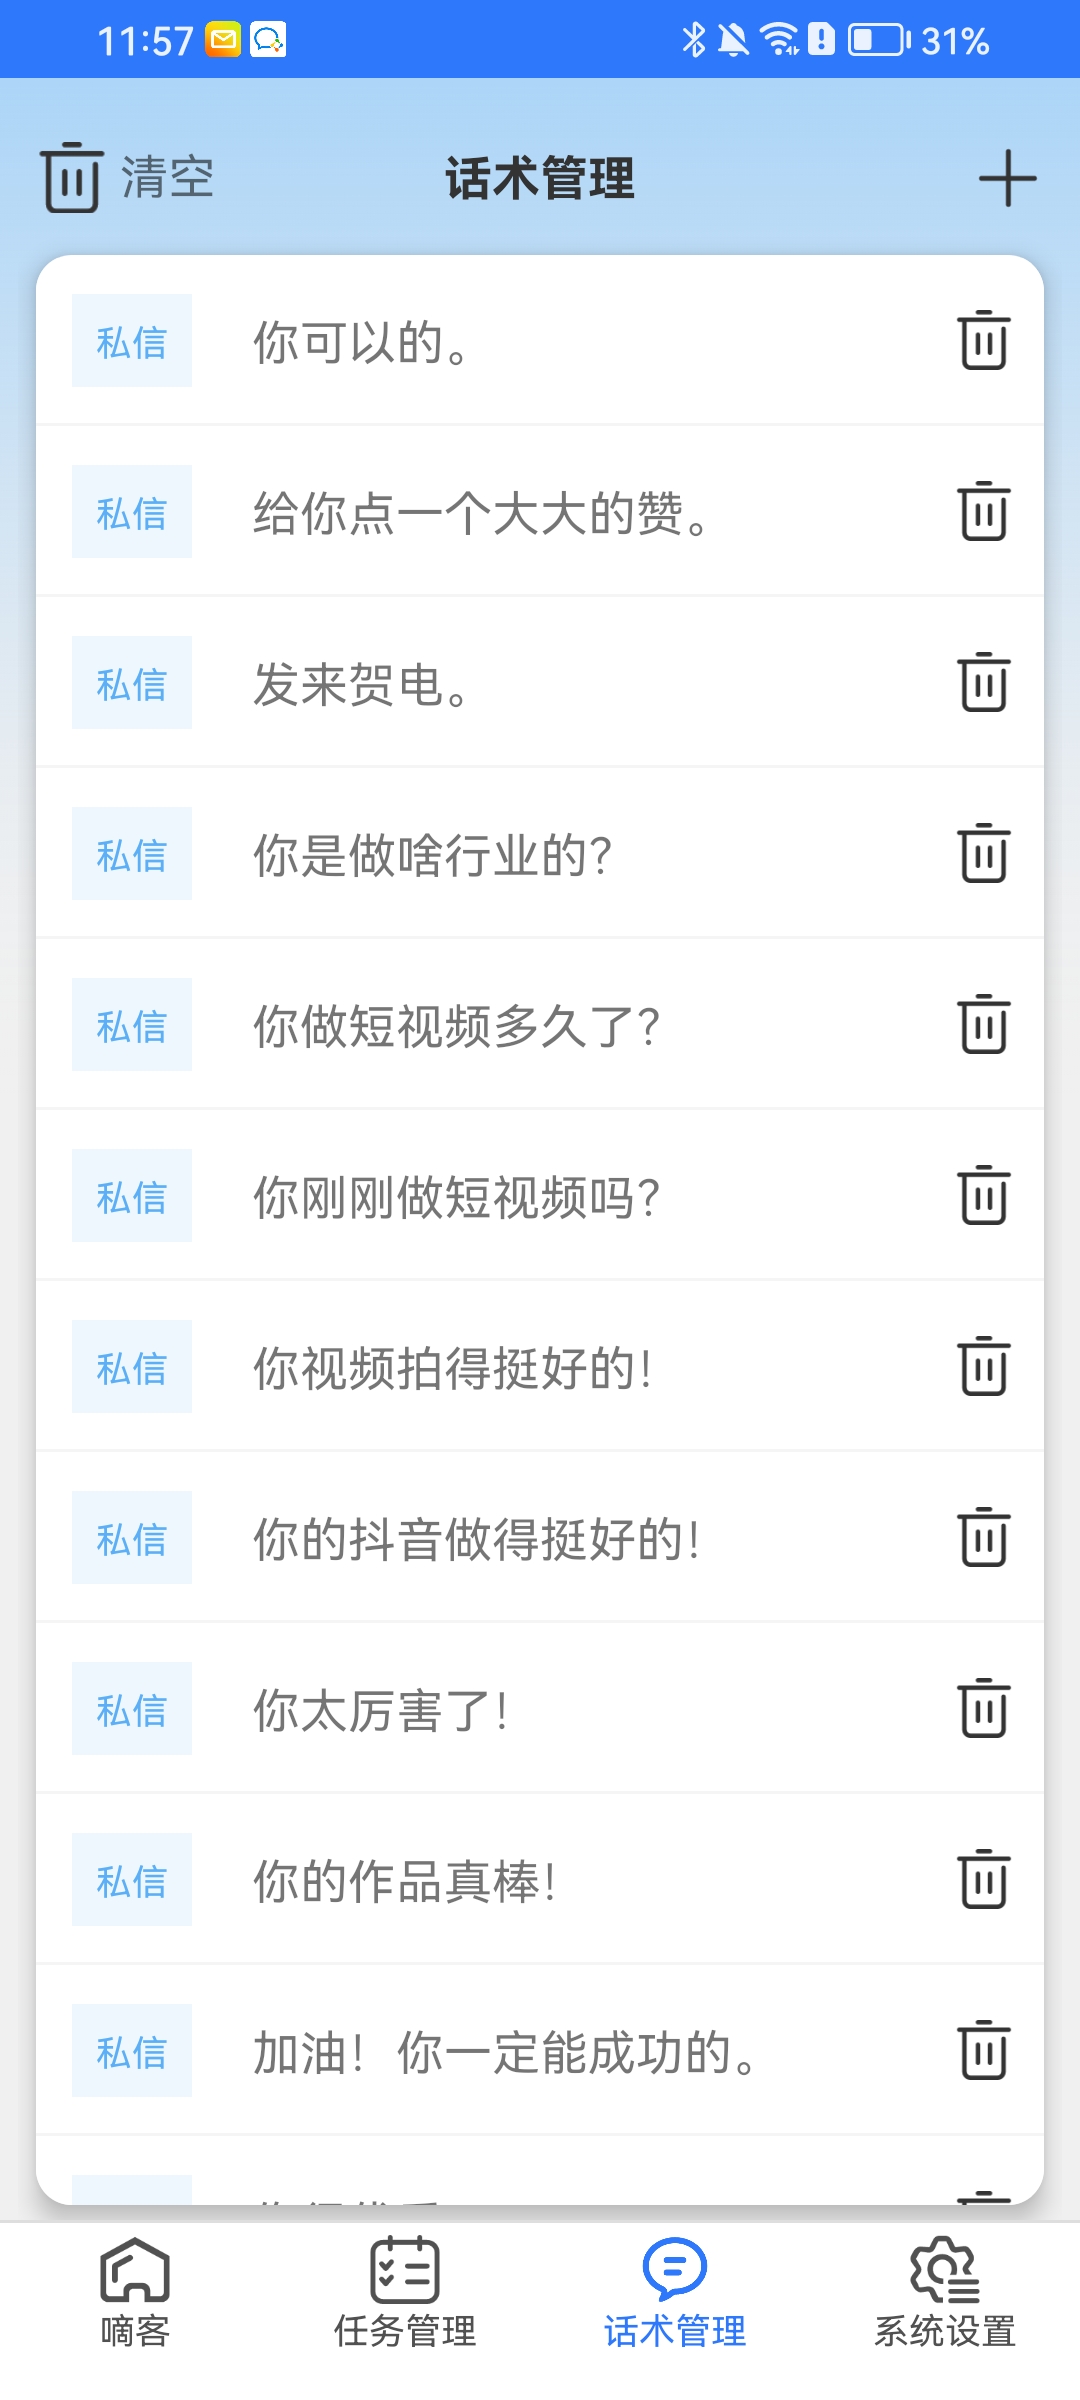 11:57
31%
清空
话术管理
私信
你可以的。
私信
给你点一个大大的赞。
私信
发来贺电。
私信
你是做啥行业的？
私信
你做短视频多久了？
私信
你刚刚做短视频吗？
私信
你视频拍得挺好的！
私信
你的抖音做得挺好的！
私信
你太厉害了！
私信
你的作品真棒！
私信
加油！你一定能成功的。
嘀客
任务管理
话术管理
系统设置